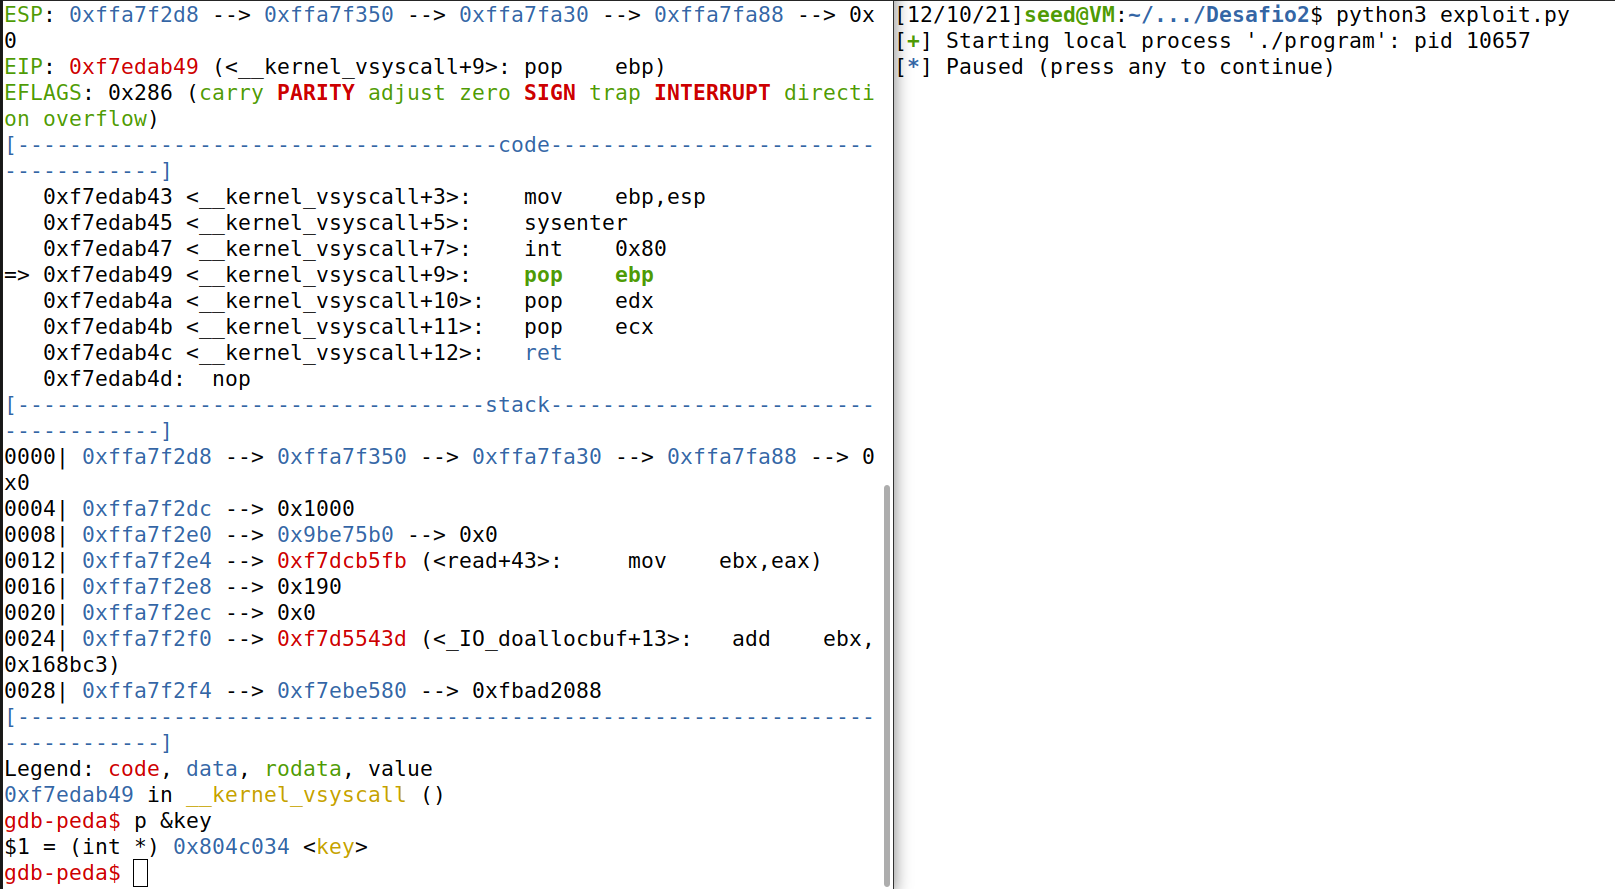 ESP: 0xffa7f2d8 --> 0xffa7f350 --> 0xffa7fa30 --> 0xffa7fa88 --> 0x
0
EIP: 0xf7edab49 (<__kernel_vsyscall+9>: pop    ebp)
EFLAGS: 0x286 (carry PARITY adjust zero SIGN trap INTERRUPT directi
on overflow)
[-------------------------------------code-------------------------
------------]
   0xf7edab43 <__kernel_vsyscall+3>:    mov    ebp,esp
   0xf7edab45 <__kernel_vsyscall+5>:    sysenter
   0xf7edab47 <__kernel_vsyscall+7>:    int    0x80
=> 0xf7edab49 <__kernel_vsyscall+9>:    pop    ebp
   0xf7edab4a <__kernel_vsyscall+10>:   pop    edx
   0xf7edab4b <__kernel_vsyscall+11>:   pop    ecx
   0xf7edab4c <__kernel_vsyscall+12>:   ret
   0xf7edab4d:  nop
[------------------------------------stack-------------------------
------------]
0000| 0xffa7f2d8 --> 0xffa7f350 --> 0xffa7fa30 --> 0xffa7fa88 --> 0
x0
0004| 0xffa7f2dc --> 0x1000
0008| 0xffa7f2e0 --> 0x9be75b0 --> 0x0
0012| 0xffa7f2e4 --> 0xf7dcb5fb (<read+43>:     mov    ebx,eax)
0016| 0xffa7f2e8 --> 0x190
0020| 0xffa7f2ec --> 0x0
0024| 0xffa7f2f0 --> 0xf7d5543d (<_IO_doallocbuf+13>:   add    ebx,
0x168bc3)
0028| 0xffa7f2f4 --> 0xf7ebe580 --> 0xfbad2088
[------------------------------------------------------------------
------------]
Legend: code, data, rodata, value
0xf7edab49 in __kernel_vsyscall ()
gdb-peda$ p &key
$1 = (int *) 0x804c034 <key>
gdb-peda$
[12/10/21]seed@VM:~/.../Desafio2$ python3 exploit.py
[+] Starting local process './program': pid 10657
[*] Paused (press any to continue)